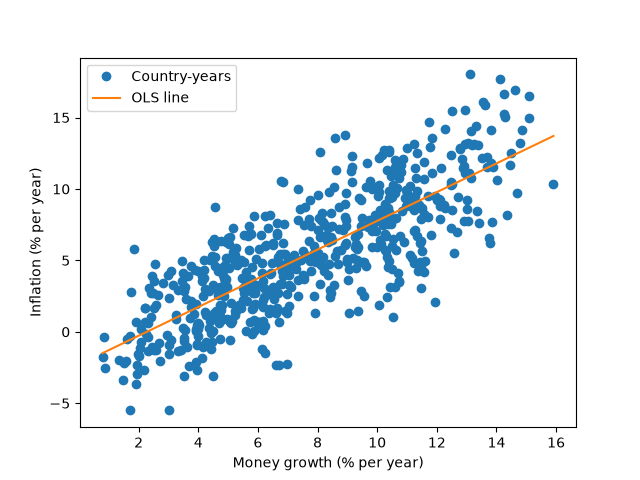 Country-years
OLS line
15
10
5
0
−5
Inflation (% per year)
2 4 6 8 10 12 14 16
Money growth (% per year)